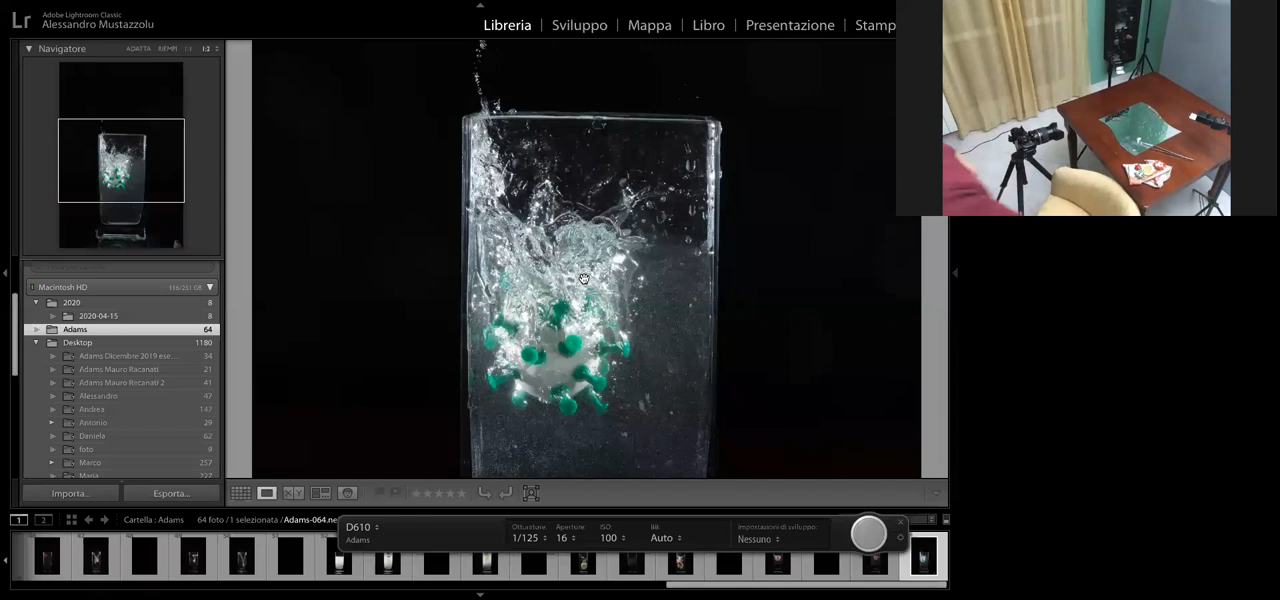 Lr
Adobe Lightroom Classic
Alessandro Mustazzolu
Libreria | Sviluppo | Mappa | Libro | Presentazione | Stamp
Navigatore ADATTA RIEMPI 1:1 1:2
Macintosh HD
2020 8
2020-04-15 8
Adams 64
Desktop 1180
Adams Dicembre 2019 ese... 34
Adams Mauro Racanati 21
Adams Mauro Recanati 2 41
Alessandro 47
Andrea 147
Antonio 29
Daniela 62
foto 9
Marco 257
Maria 227
Importa... Esporta...
1 2 Cartella : Adams 64 foto /1 selezionata /Adams-064.ne
D610
Adams
Otturatore: 1/125
Apertura: 16
ISO: 100
BB: Auto
Impostazioni di sviluppo: Nessuno